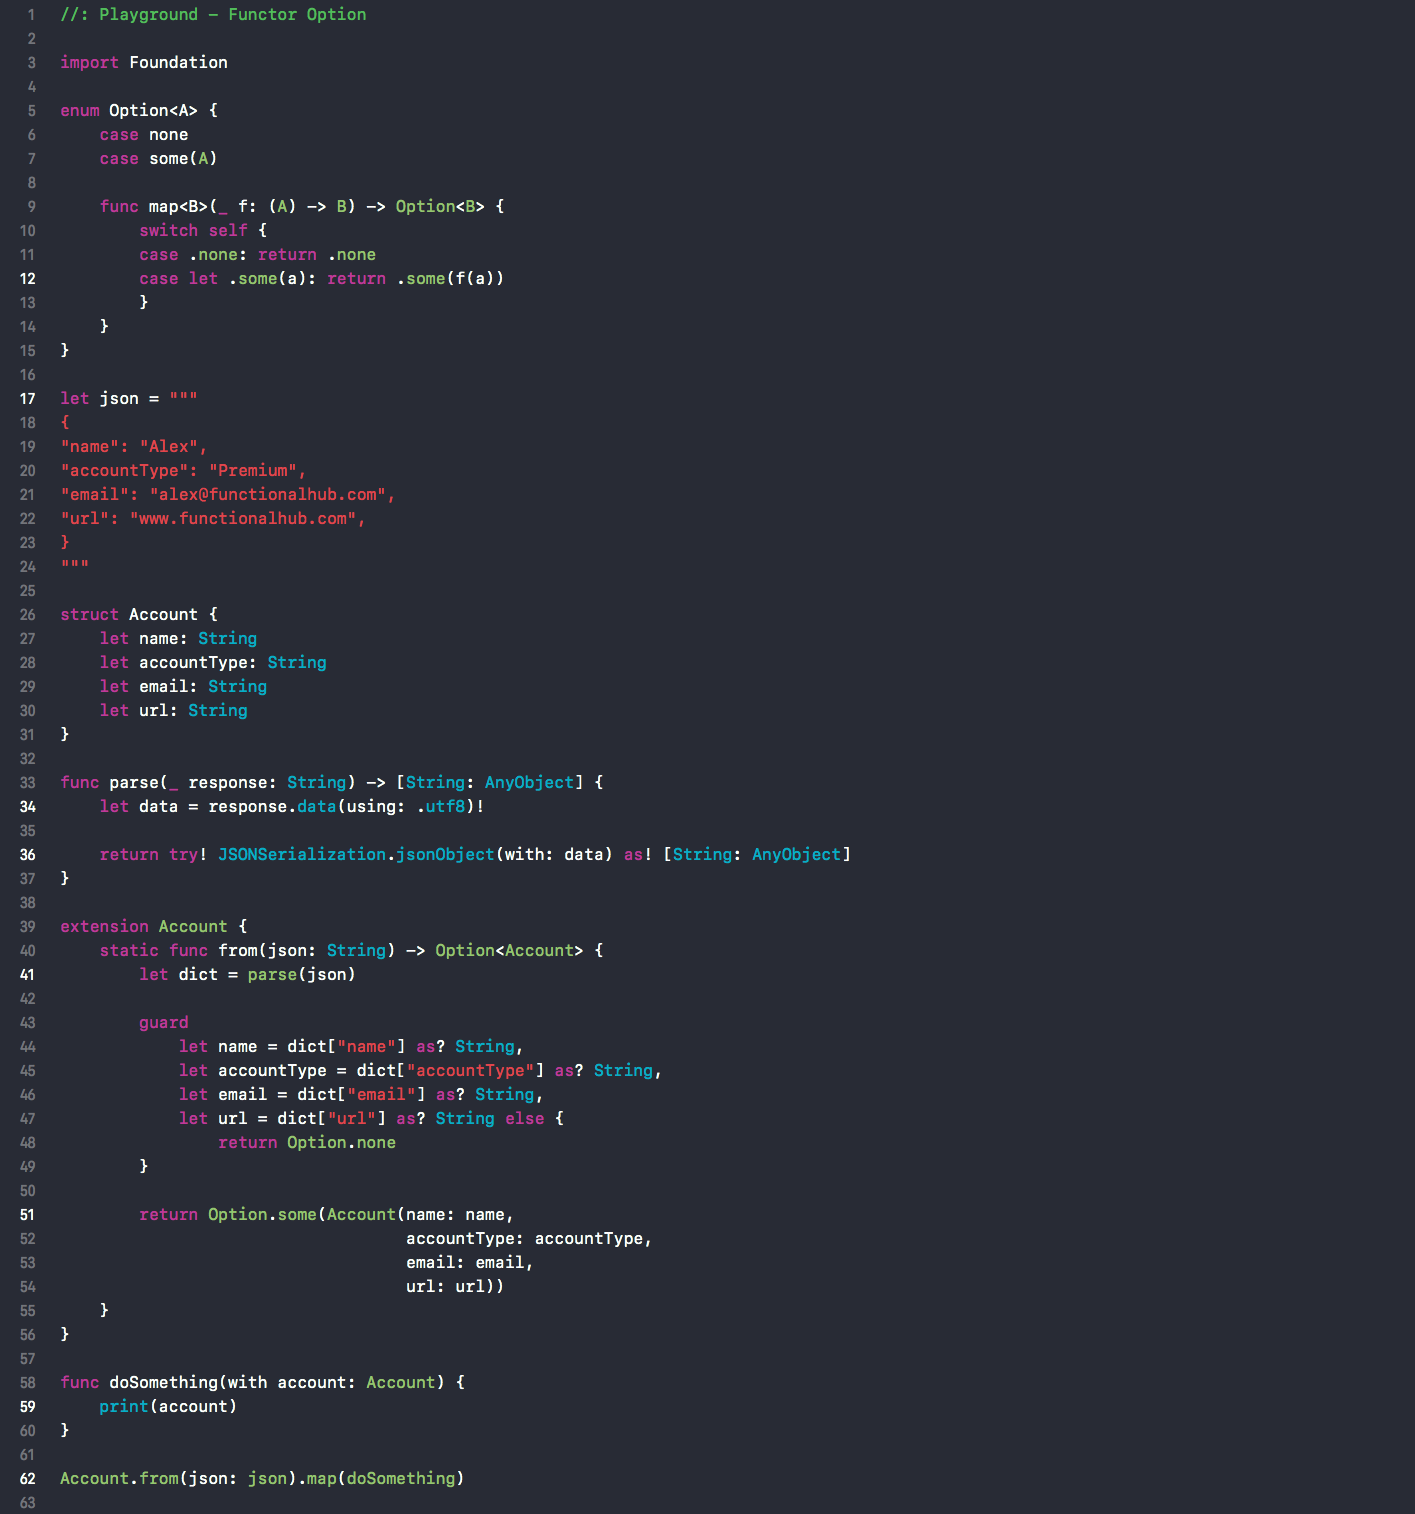 1 //: Playground - Functor Option
2
3 import Foundation
4
5 enum Option<A> {
6     case none
7     case some(A)
8
9     func map<B>(_ f: (A) -> B) -> Option<B> {
10         switch self {
11         case .none: return .none
12         case let .some(a): return .some(f(a))
13         }
14     }
15 }
16
17 let json = """
18 {
19 "name": "Alex",
20 "accountType": "Premium",
21 "email": "alex@functionalhub.com",
22 "url": "www.functionalhub.com",
23 }
24 """
25
26 struct Account {
27     let name: String
28     let accountType: String
29     let email: String
30     let url: String
31 }
32
33 func parse(_ response: String) -> [String: AnyObject] {
34     let data = response.data(using: .utf8)!
35
36     return try! JSONSerialization.jsonObject(with: data) as! [String: AnyObject]
37 }
38
39 extension Account {
40     static func from(json: String) -> Option<Account> {
41         let dict = parse(json)
42
43         guard
44             let name = dict["name"] as? String,
45             let accountType = dict["accountType"] as? String,
46             let email = dict["email"] as? String,
47             let url = dict["url"] as? String else {
48                 return Option.none
49         }
50
51         return Option.some(Account(name: name,
52                                    accountType: accountType,
53                                    email: email,
54                                    url: url))
55     }
56 }
57
58 func doSomething(with account: Account) {
59     print(account)
60 }
61
62 Account.from(json: json).map(doSomething)
63